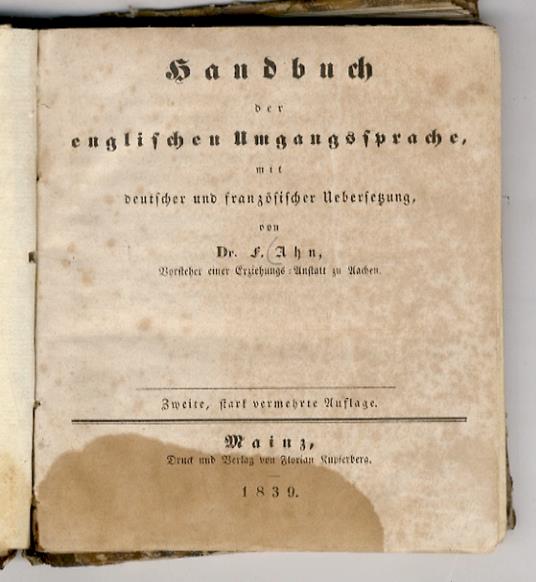 Handbuch
der
englischen Umgangssprache,
mit
deutscher und französischer Uebersetzung,
von
Dr. F. Ahn,
Vorsteher einer Erziehungs-Anstalt zu Aachen.
Zweite, stark vermehrte Auflage.
Mainz,
Druck und Verlag von Florian Kupferberg.
1839.